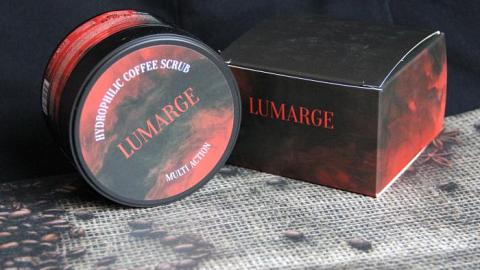 HYDROPHILIC COFFEE SCRUB
LUMARGE
MULTI ACTION
LUMARGE